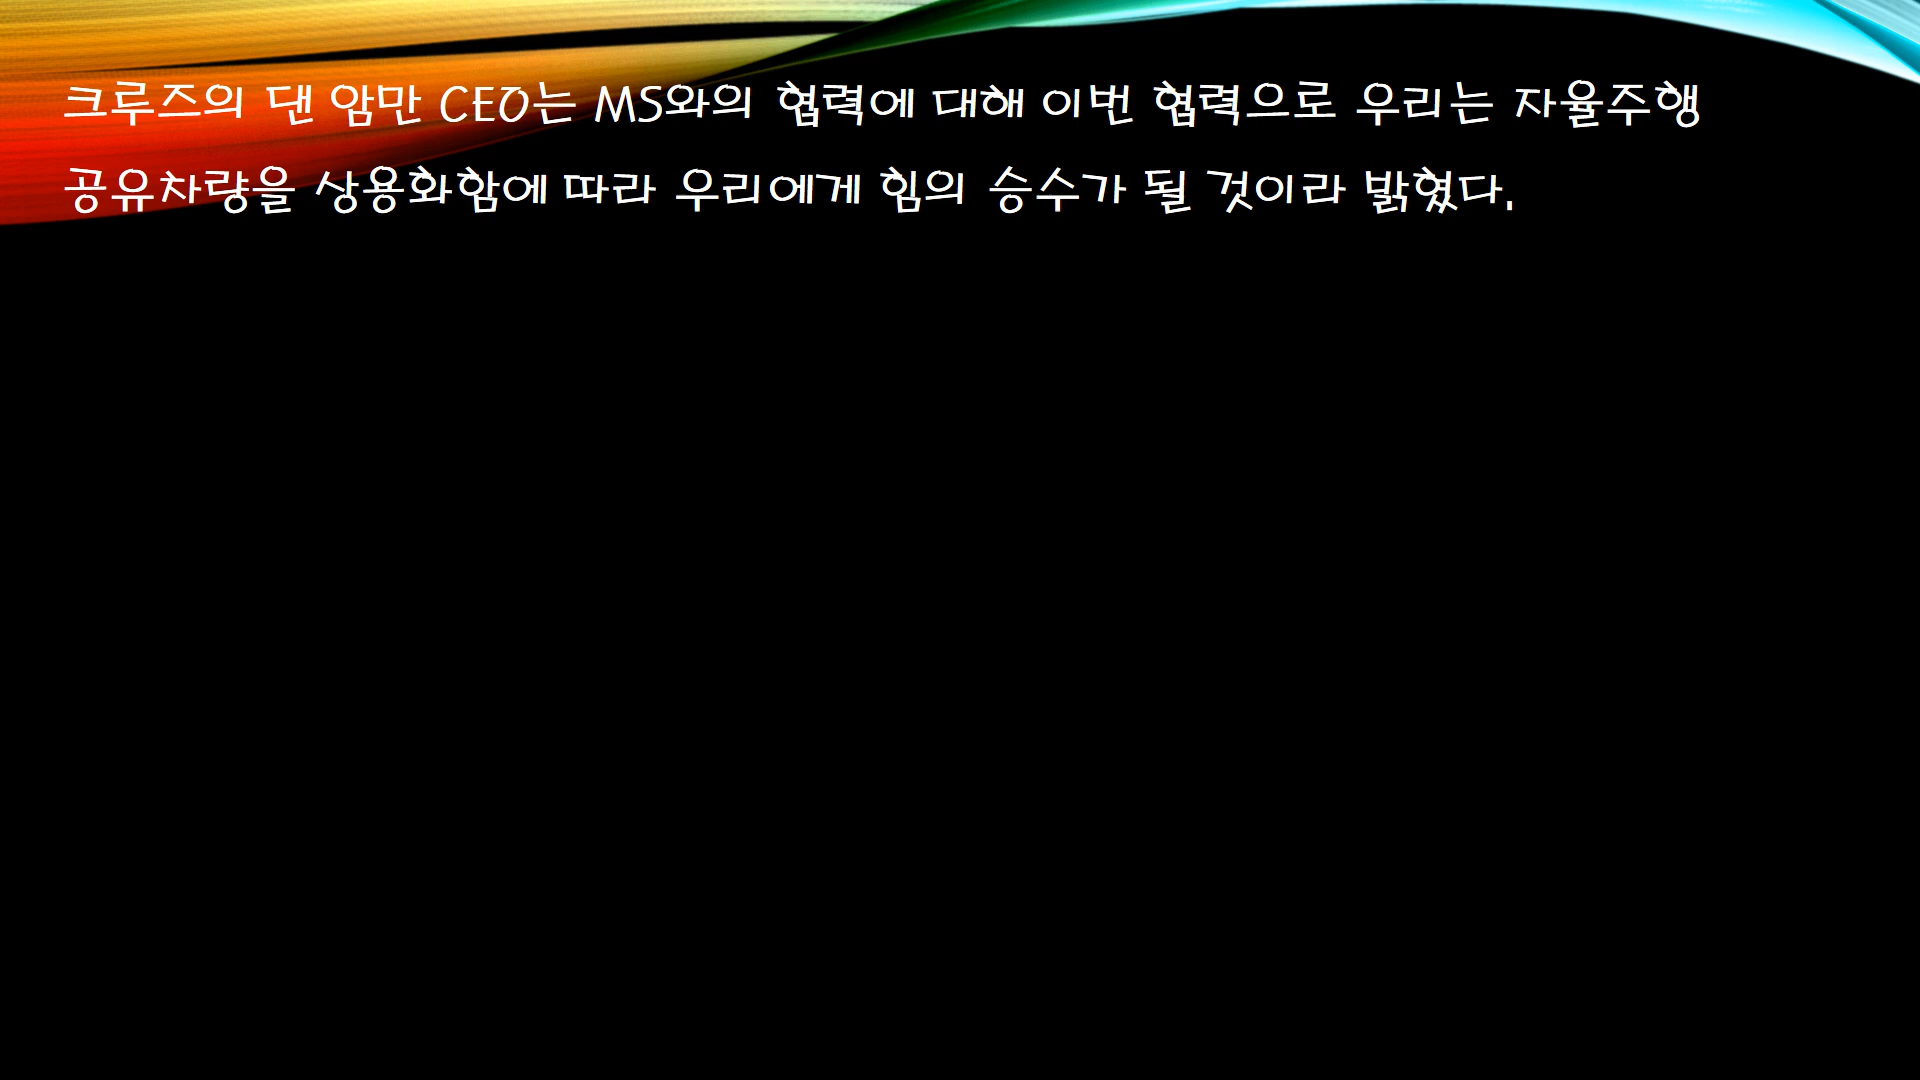 크루즈의 댄 암만 CEO는 MS와의 협력에 대해 이번 협력으로 우리는 자율주행
공유차량을 상용화함에 따라 우리에게 힘의 승수가 될 것이라 밝혔다.